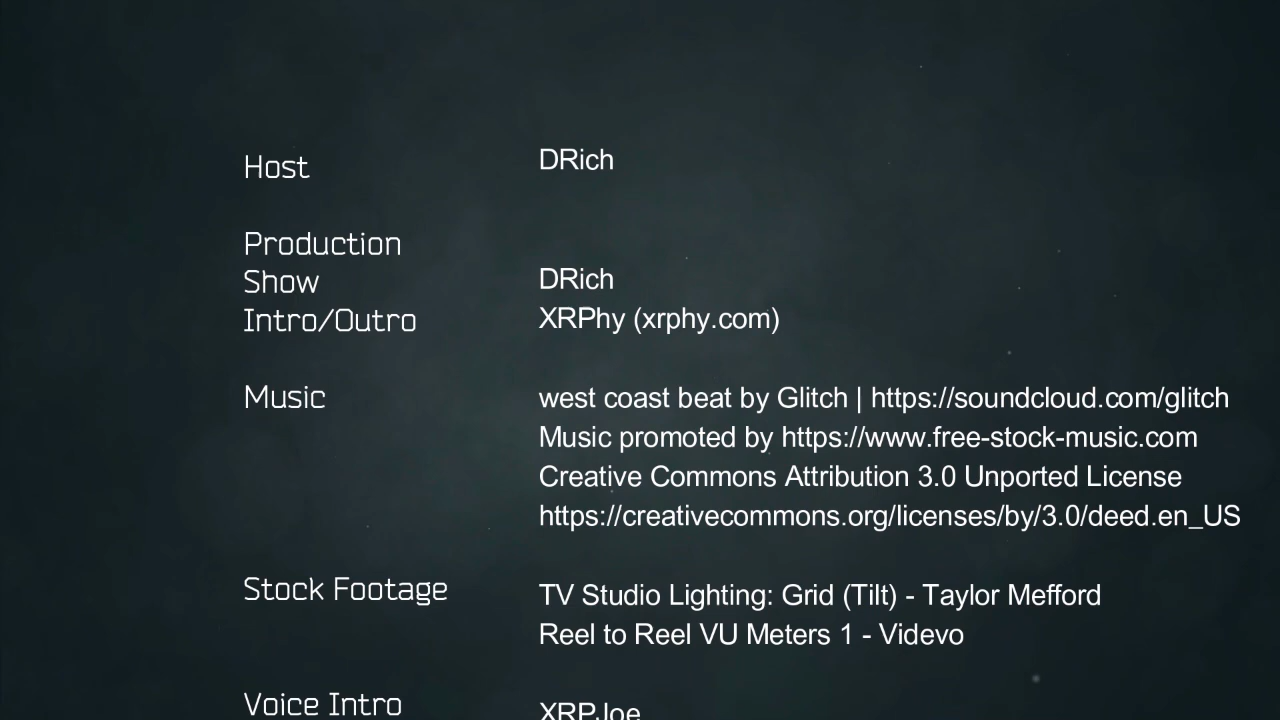 Host DRich
Production
Show DRich
Intro/Outro XRPhy (xrphy.com)
Music west coast beat by Glitch | https://soundcloud.com/glitch
Music promoted by https://www.free-stock-music.com
Creative Commons Attribution 3.0 Unported License
https://creativecommons.org/licenses/by/3.0/deed.en_US
Stock Footage TV Studio Lighting: Grid (Tilt) - Taylor Mefford
Reel to Reel VU Meters 1 - Videvo
Voice Intro XRPJoe